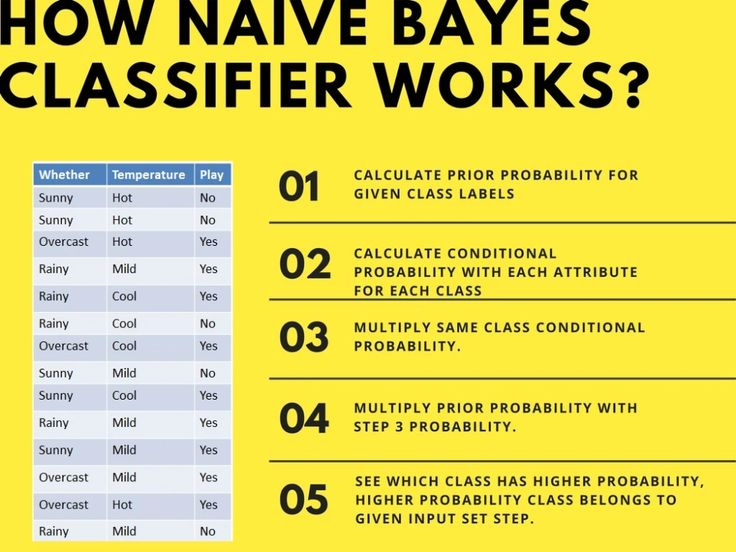 HOW NAIVE BAYES
CLASSIFIER WORKS?
Whether Temperature Play
Sunny Hot No
Sunny Hot No
Overcast Hot Yes
Rainy Mild Yes
Rainy Cool Yes
Rainy Cool No
Overcast Cool Yes
Sunny Mild No
Sunny Cool Yes
Rainy Mild Yes
Sunny Mild Yes
Overcast Mild Yes
Overcast Hot Yes
Rainy Mild No
01
CALCULATE PRIOR PROBABILITY FOR
GIVEN CLASS LABELS
02
CALCULATE CONDITIONAL
PROBABILITY WITH EACH ATTRIBUTE
FOR EACH CLASS
03
MULTIPLY SAME CLASS CONDITIONAL
PROBABILITY.
04
MULTIPLY PRIOR PROBABILITY WITH
STEP 3 PROBABILITY.
05
SEE WHICH CLASS HAS HIGHER PROBABILITY,
HIGHER PROBABILITY CLASS BELONGS TO
GIVEN INPUT SET STEP.